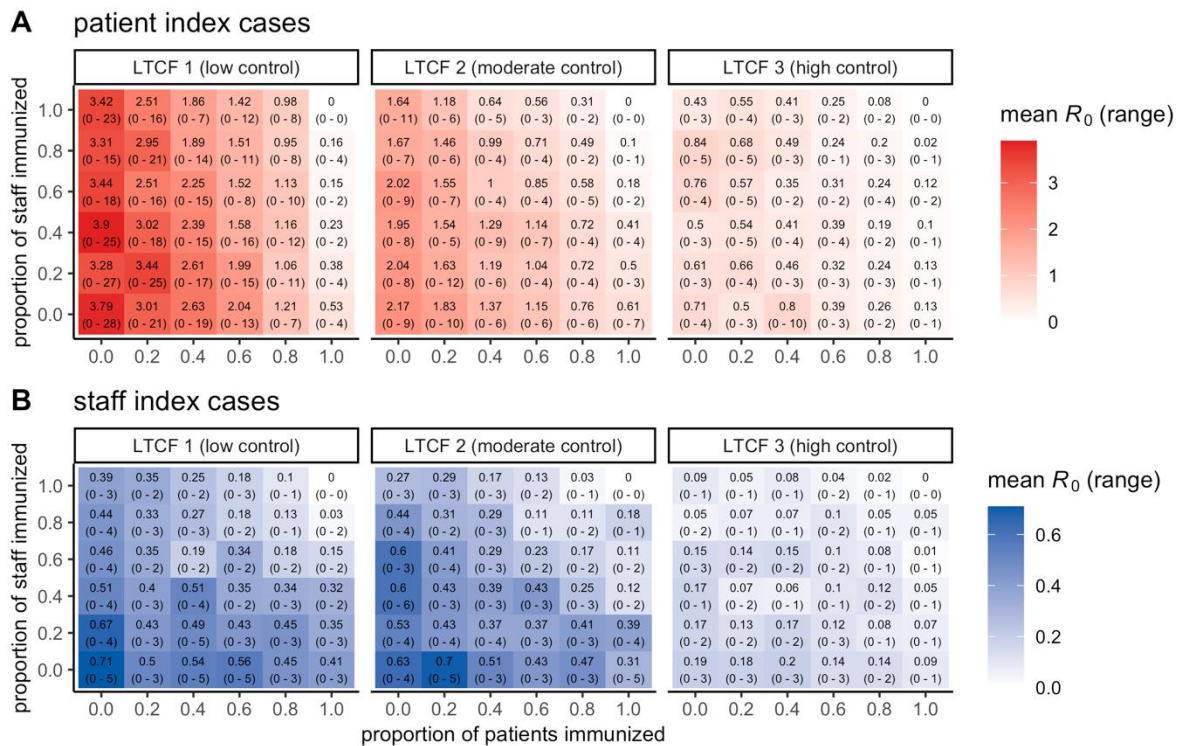 A patient index cases
LTCF 1 (low control) LTCF 2 (moderate control) LTCF 3 (high control)
proportion of staff immunized
1.0 3.42 2.51 1.86 1.42 0.98 0 1.64 1.18 0.64 0.56 0.31 0 0.43 0.55 0.41 0.25 0.08 0
(0 - 23) (0 - 16) (0 - 7) (0 - 12) (0 - 8) (0 - 0) (0 - 11) (0 - 6) (0 - 5) (0 - 3) (0 - 2) (0 - 0) (0 - 3) (0 - 4) (0 - 3) (0 - 2) (0 - 2) (0 - 0)
0.8 3.31 2.95 1.89 1.51 0.95 0.16 1.67 1.46 0.99 0.71 0.49 0.1 0.84 0.68 0.49 0.24 0.2 0.02
(0 - 15) (0 - 21) (0 - 14) (0 - 11) (0 - 8) (0 - 4) (0 - 7) (0 - 6) (0 - 4) (0 - 4) (0 - 2) (0 - 1) (0 - 5) (0 - 5) (0 - 3) (0 - 1) (0 - 3) (0 - 1)
0.6 3.44 2.51 2.25 1.52 1.13 0.15 2.02 1.55 1 0.85 0.58 0.18 0.76 0.57 0.35 0.31 0.24 0.12
(0 - 18) (0 - 16) (0 - 15) (0 - 8) (0 - 10) (0 - 2) (0 - 9) (0 - 7) (0 - 4) (0 - 4) (0 - 5) (0 - 2) (0 - 4) (0 - 3) (0 - 2) (0 - 2) (0 - 4) (0 - 2)
0.4 3.9 3.02 2.39 1.58 1.16 0.23 1.95 1.54 1.29 1.14 0.72 0.41 0.5 0.54 0.41 0.39 0.19 0.1
(0 - 25) (0 - 18) (0 - 15) (0 - 16) (0 - 12) (0 - 2) (0 - 8) (0 - 5) (0 - 9) (0 - 7) (0 - 4) (0 - 4) (0 - 3) (0 - 3) (0 - 3) (0 - 4) (0 - 2) (0 - 1)
0.2 3.28 3.44 2.61 1.99 1.06 0.38 2.04 1.63 1.19 1.04 0.72 0.5 0.61 0.66 0.46 0.32 0.24 0.13
(0 - 27) (0 - 25) (0 - 17) (0 - 15) (0 - 11) (0 - 4) (0 - 8) (0 - 12) (0 - 6) (0 - 4) (0 - 6) (0 - 3) (0 - 3) (0 - 4) (0 - 3) (0 - 2) (0 - 2) (0 - 1)
0.0 3.79 3.01 2.63 2.04 1.21 0.53 2.17 1.83 1.37 1.15 0.76 0.61 0.71 0.5 0.8 0.39 0.26 0.13
(0 - 28) (0 - 21) (0 - 19) (0 - 13) (0 - 7) (0 - 4) (0 - 9) (0 - 10) (0 - 6) (0 - 6) (0 - 6) (0 - 7) (0 - 4) (0 - 3) (0 - 10) (0 - 3) (0 - 2) (0 - 1)
0.0 0.2 0.4 0.6 0.8 1.0 0.0 0.2 0.4 0.6 0.8 1.0 0.0 0.2 0.4 0.6 0.8 1.0
mean R0 (range)
3
2
1
0
B staff index cases
LTCF 1 (low control) LTCF 2 (moderate control) LTCF 3 (high control)
proportion of staff immunized
1.0 0.39 0.35 0.25 0.18 0.1 0 0.27 0.29 0.17 0.13 0.03 0 0.09 0.05 0.08 0.04 0.02 0
(0 - 3) (0 - 2) (0 - 2) (0 - 3) (0 - 1) (0 - 0) (0 - 3) (0 - 3) (0 - 3) (0 - 2) (0 - 1) (0 - 0) (0 - 1) (0 - 1) (0 - 1) (0 - 1) (0 - 1) (0 - 0)
0.8 0.44 0.33 0.27 0.18 0.13 0.03 0.44 0.31 0.29 0.11 0.11 0.18 0.05 0.07 0.07 0.1 0.05 0.05
(0 - 4) (0 - 2) (0 - 3) (0 - 2) (0 - 1) (0 - 2) (0 - 4) (0 - 2) (0 - 3) (0 - 1) (0 - 2) (0 - 1) (0 - 2) (0 - 1) (0 - 1) (0 - 2) (0 - 1) (0 - 1)
0.6 0.46 0.35 0.19 0.34 0.18 0.15 0.6 0.41 0.29 0.23 0.17 0.11 0.15 0.14 0.15 0.1 0.08 0.01
(0 - 4) (0 - 2) (0 - 2) (0 - 2) (0 - 2) (0 - 2) (0 - 3) (0 - 4) (0 - 3) (0 - 2) (0 - 2) (0 - 2) (0 - 3) (0 - 2) (0 - 2) (0 - 1) (0 - 1) (0 - 1)
0.4 0.51 0.4 0.51 0.35 0.34 0.32 0.6 0.43 0.39 0.43 0.25 0.12 0.17 0.07 0.06 0.1 0.12 0.05
(0 - 4) (0 - 3) (0 - 4) (0 - 2) (0 - 2) (0 - 2) (0 - 6) (0 - 3) (0 - 3) (0 - 3) (0 - 3) (0 - 2) (0 - 1) (0 - 2) (0 - 1) (0 - 1) (0 - 2) (0 - 1)
0.2 0.67 0.43 0.49 0.43 0.45 0.35 0.53 0.43 0.37 0.37 0.41 0.39 0.17 0.13 0.17 0.12 0.08 0.07
(0 - 4) (0 - 3) (0 - 5) (0 - 3) (0 - 3) (0 - 3) (0 - 4) (0 - 4) (0 - 4) (0 - 3) (0 - 3) (0 - 4) (0 - 2) (0 - 2) (0 - 3) (0 - 2) (0 - 1) (0 - 1)
0.0 0.71 0.5 0.54 0.56 0.45 0.41 0.63 0.7 0.51 0.43 0.47 0.31 0.19 0.18 0.2 0.14 0.14 0.09
(0 - 5) (0 - 3) (0 - 5) (0 - 5) (0 - 3) (0 - 3) (0 - 4) (0 - 5) (0 - 3) (0 - 3) (0 - 3) (0 - 5) (0 - 3) (0 - 3) (0 - 3) (0 - 3) (0 - 2) (0 - 1)
0.0 0.2 0.4 0.6 0.8 1.0 0.0 0.2 0.4 0.6 0.8 1.0 0.0 0.2 0.4 0.6 0.8 1.0
proportion of patients immunized
mean R0 (range)
0.6
0.4
0.2
0.0